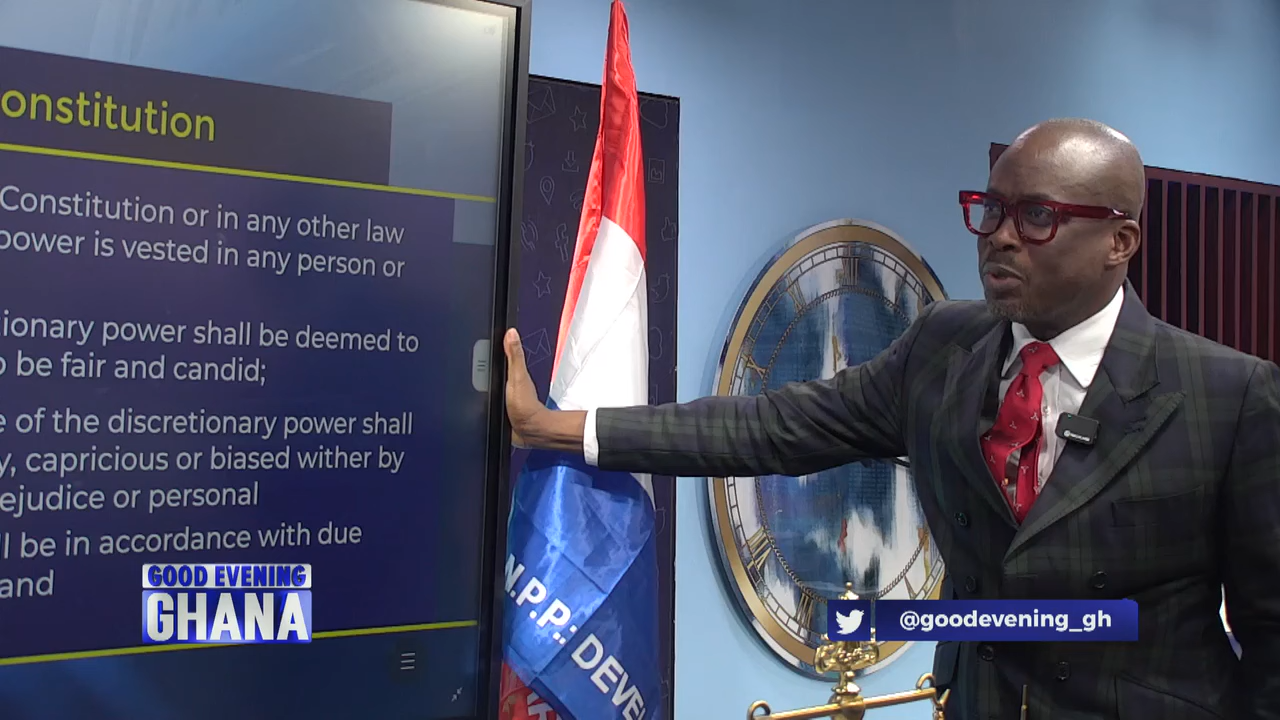 onstitution
Constitution or in any other law
power is vested in any person or
ionary power shall be deemed to
o be fair and candid;
e of the discretionary power shall
y, capricious or biased wither by
ejudice or personal
ll be in accordance with due
and
GOOD EVENING
GHANA
N.P.P.: DEVE
@goodevening_gh